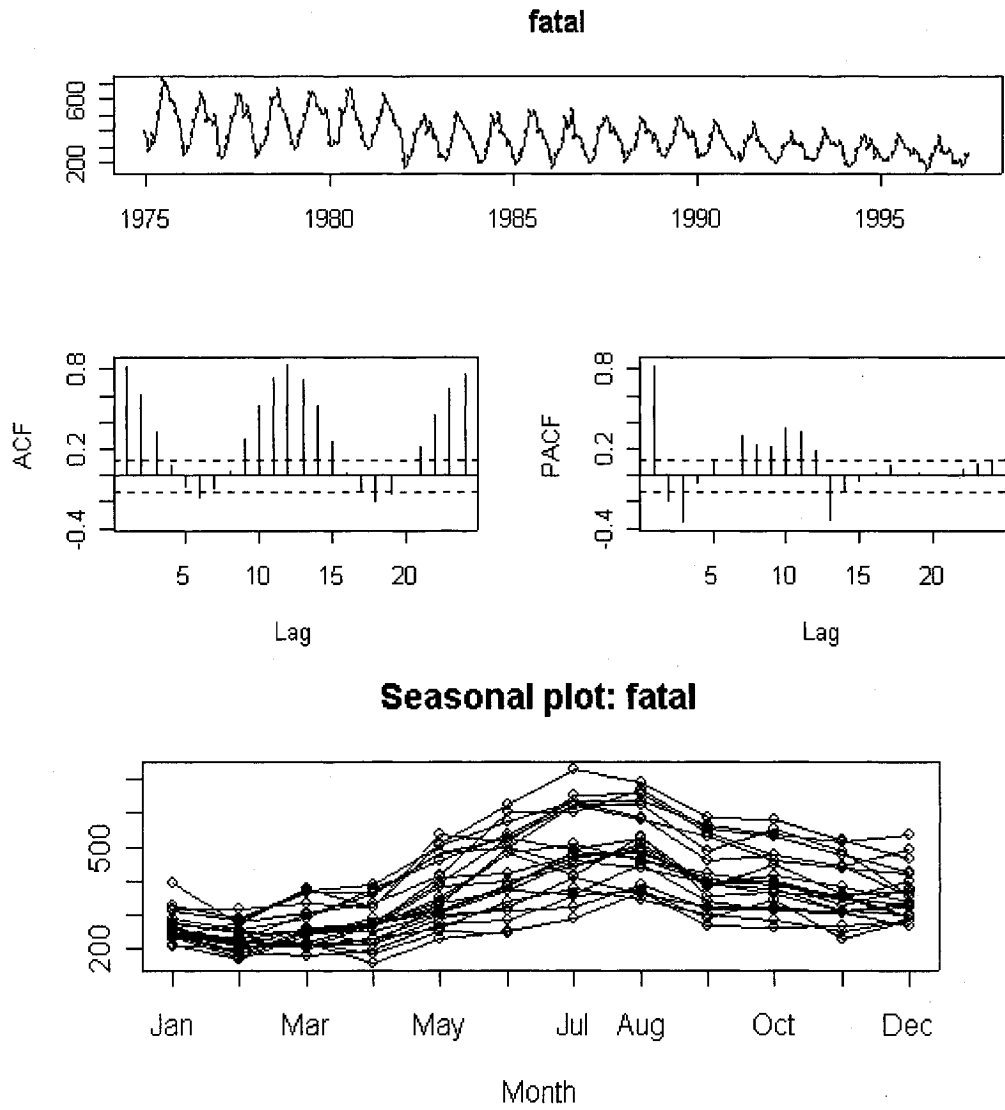 fatal
600
200
1975 1980 1985 1990 1995
ACF
0.8
0.2
-0.4
5 10 15 20
Lag
PACF
0.8
0.2
-0.4
5 10 15 20
Lag
Seasonal plot: fatal
500
200
Jan Mar May Jul Aug Oct Dec
Month